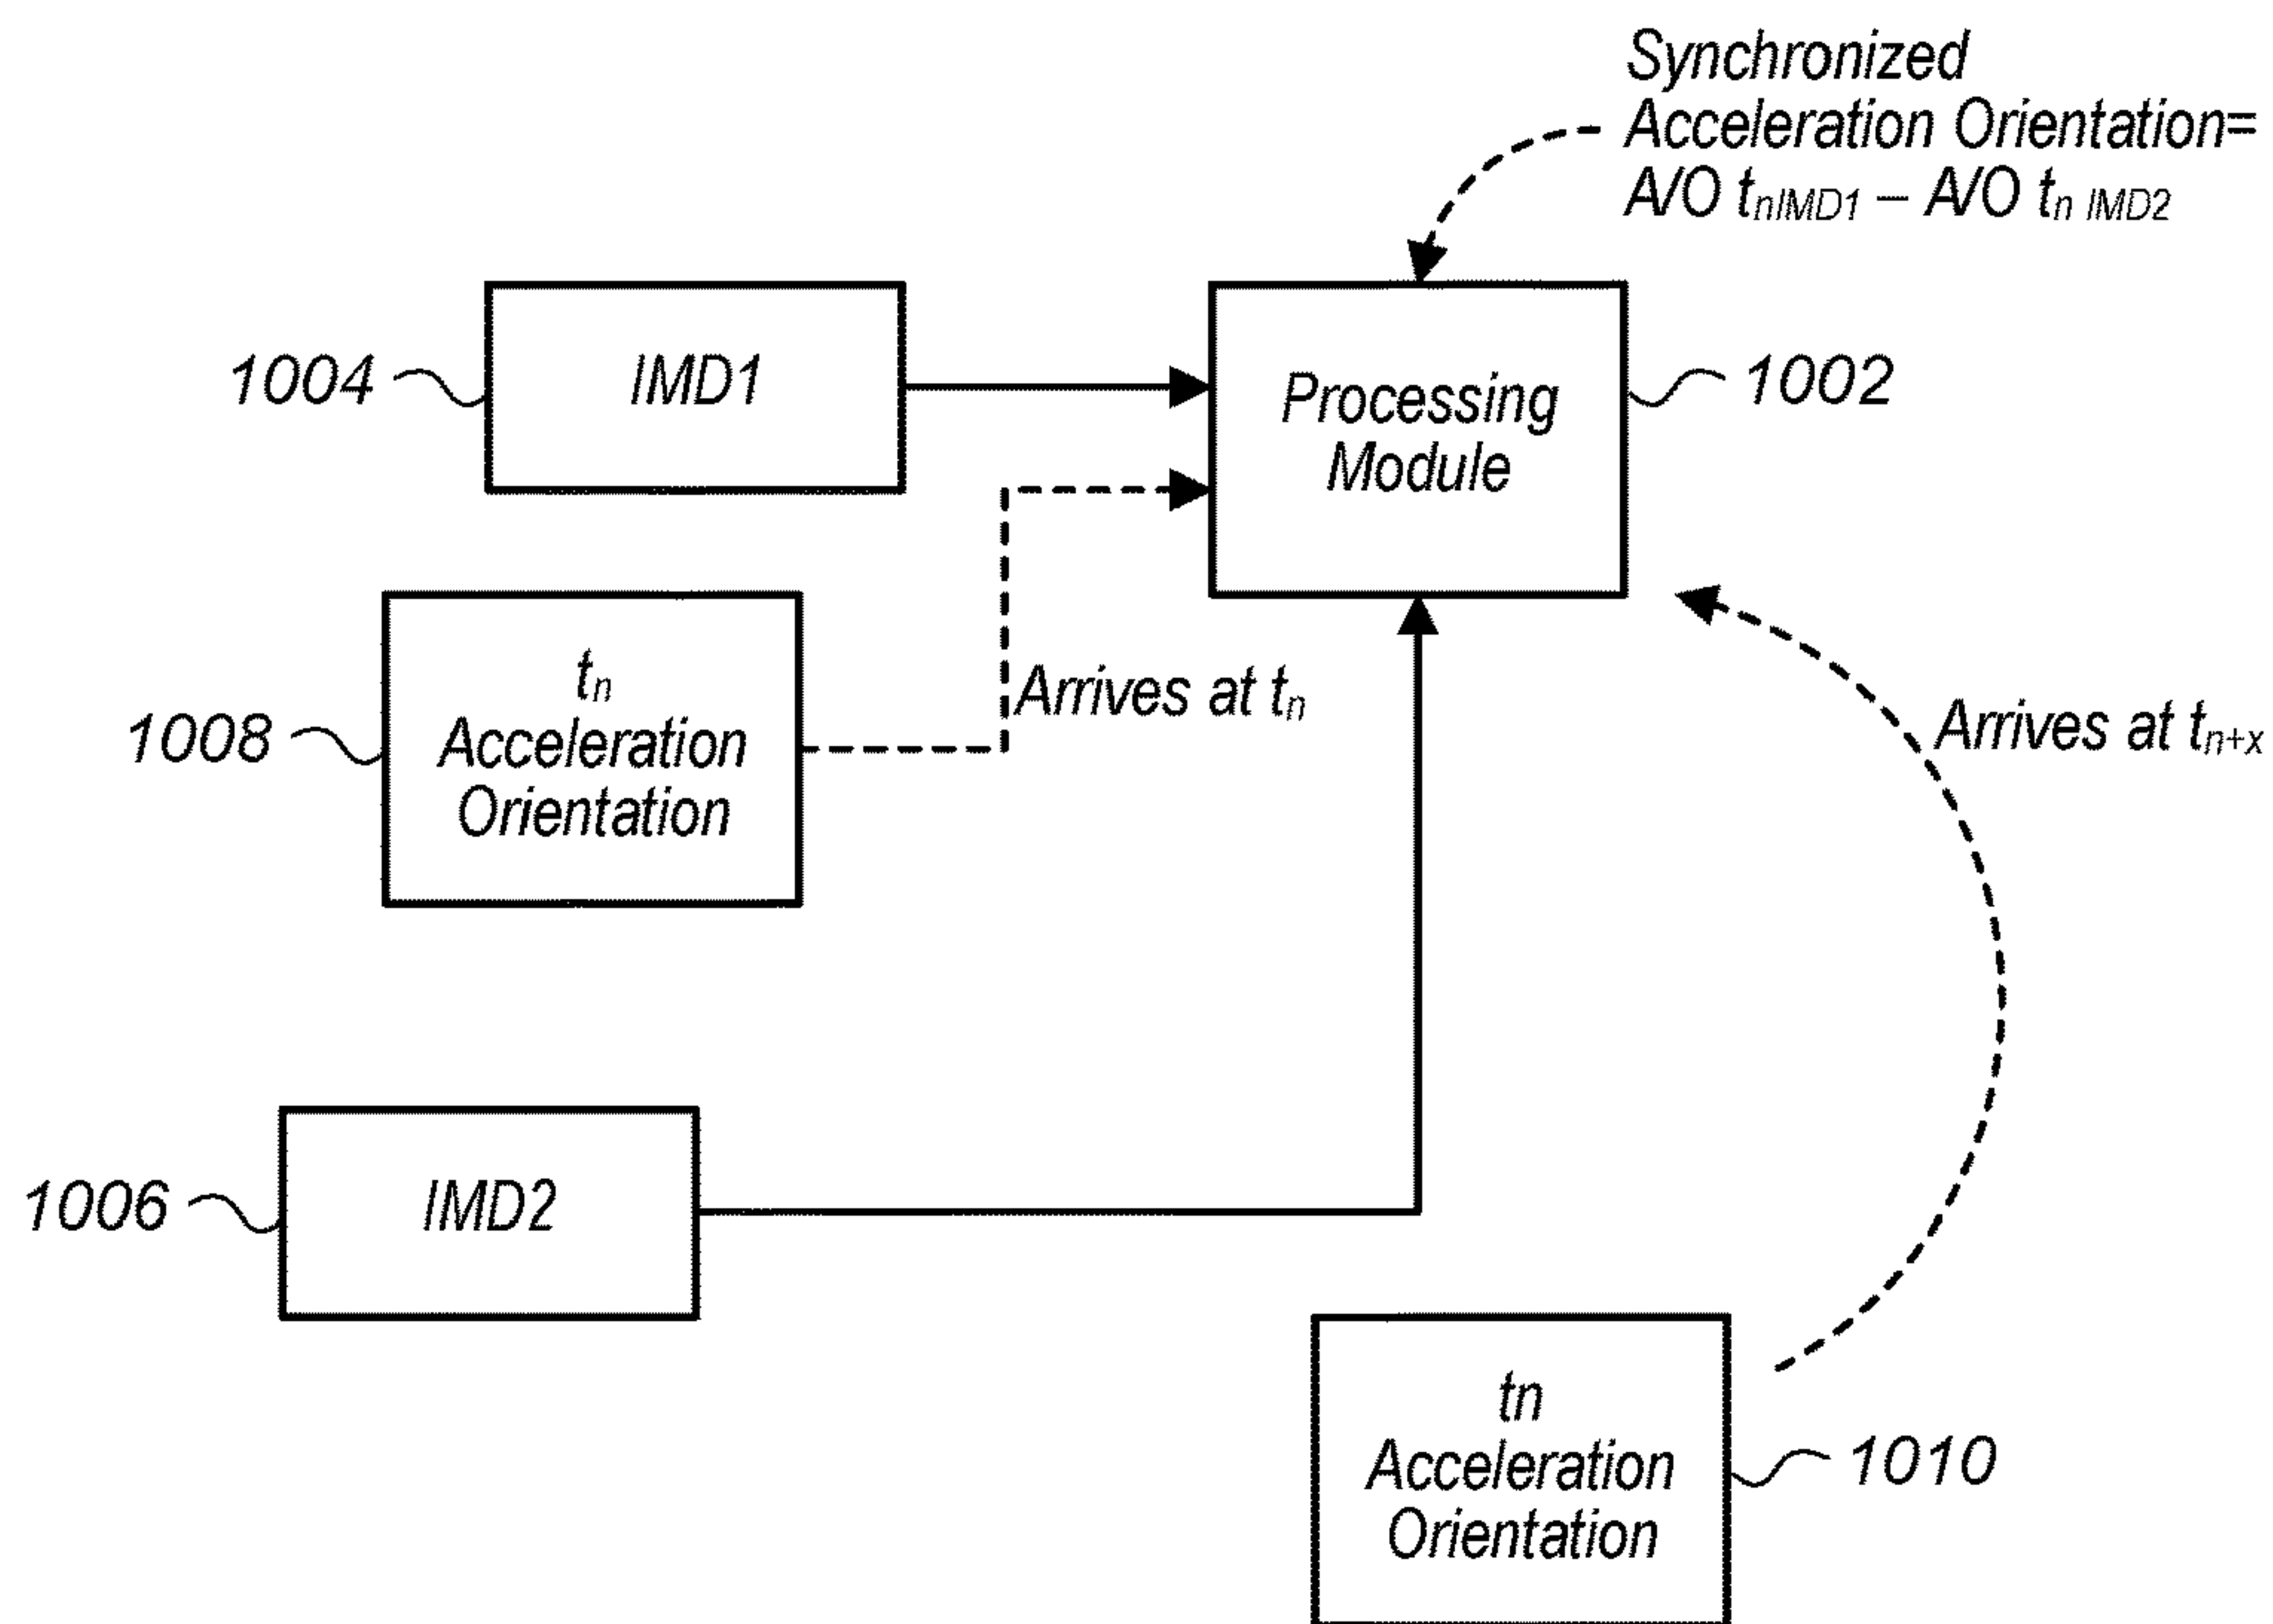 Synchronized
Acceleration Orientation=
A/O tnIMD1 – A/O tn IMD2
1004
IMD1
Processing
Module
1002
tn
Acceleration
Orientation
1008
Arrives at tn
Arrives at tn+x
1006
IMD2
tn
Acceleration
Orientation
1010